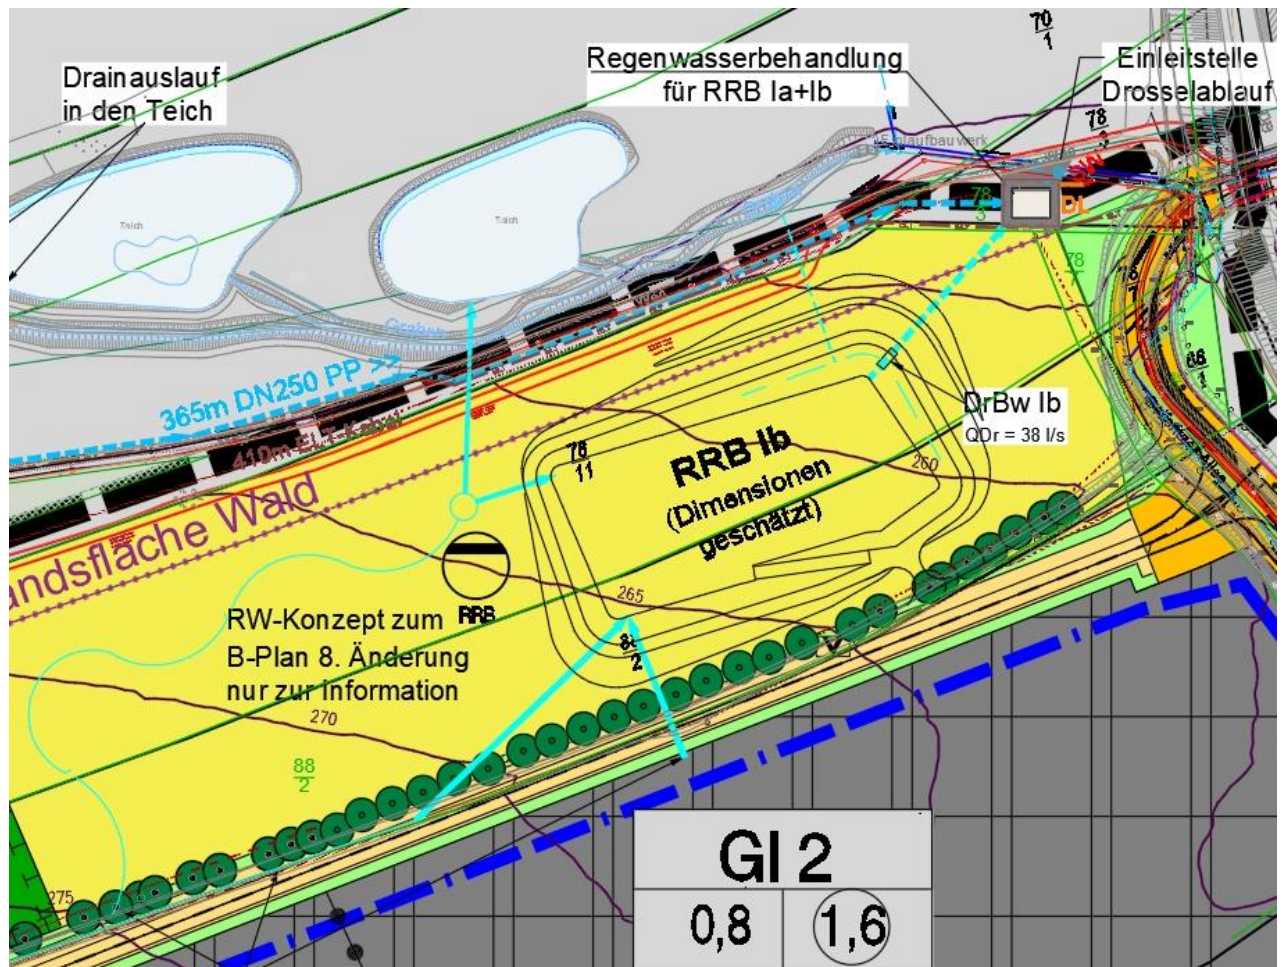 70
1
Regenwasserbehandlung
für RRB Ia+Ib
Einleitstelle
Drosselablauf
Drainauslauf
in den Teich
78
Teich
Teich
78
3
DL
78
365m DN250 PP >>
410m ELT-Kabel
DrBw Ib
QDr = 38 l/s
RRB Ib
(Dimensionen
geschätzt)
78
11
260
andsfläche Wald
265
RRB
RW-Konzept zum
B-Plan 8. Änderung
nur zur Information
270
88
2
275
GI 2
0,8
1,6